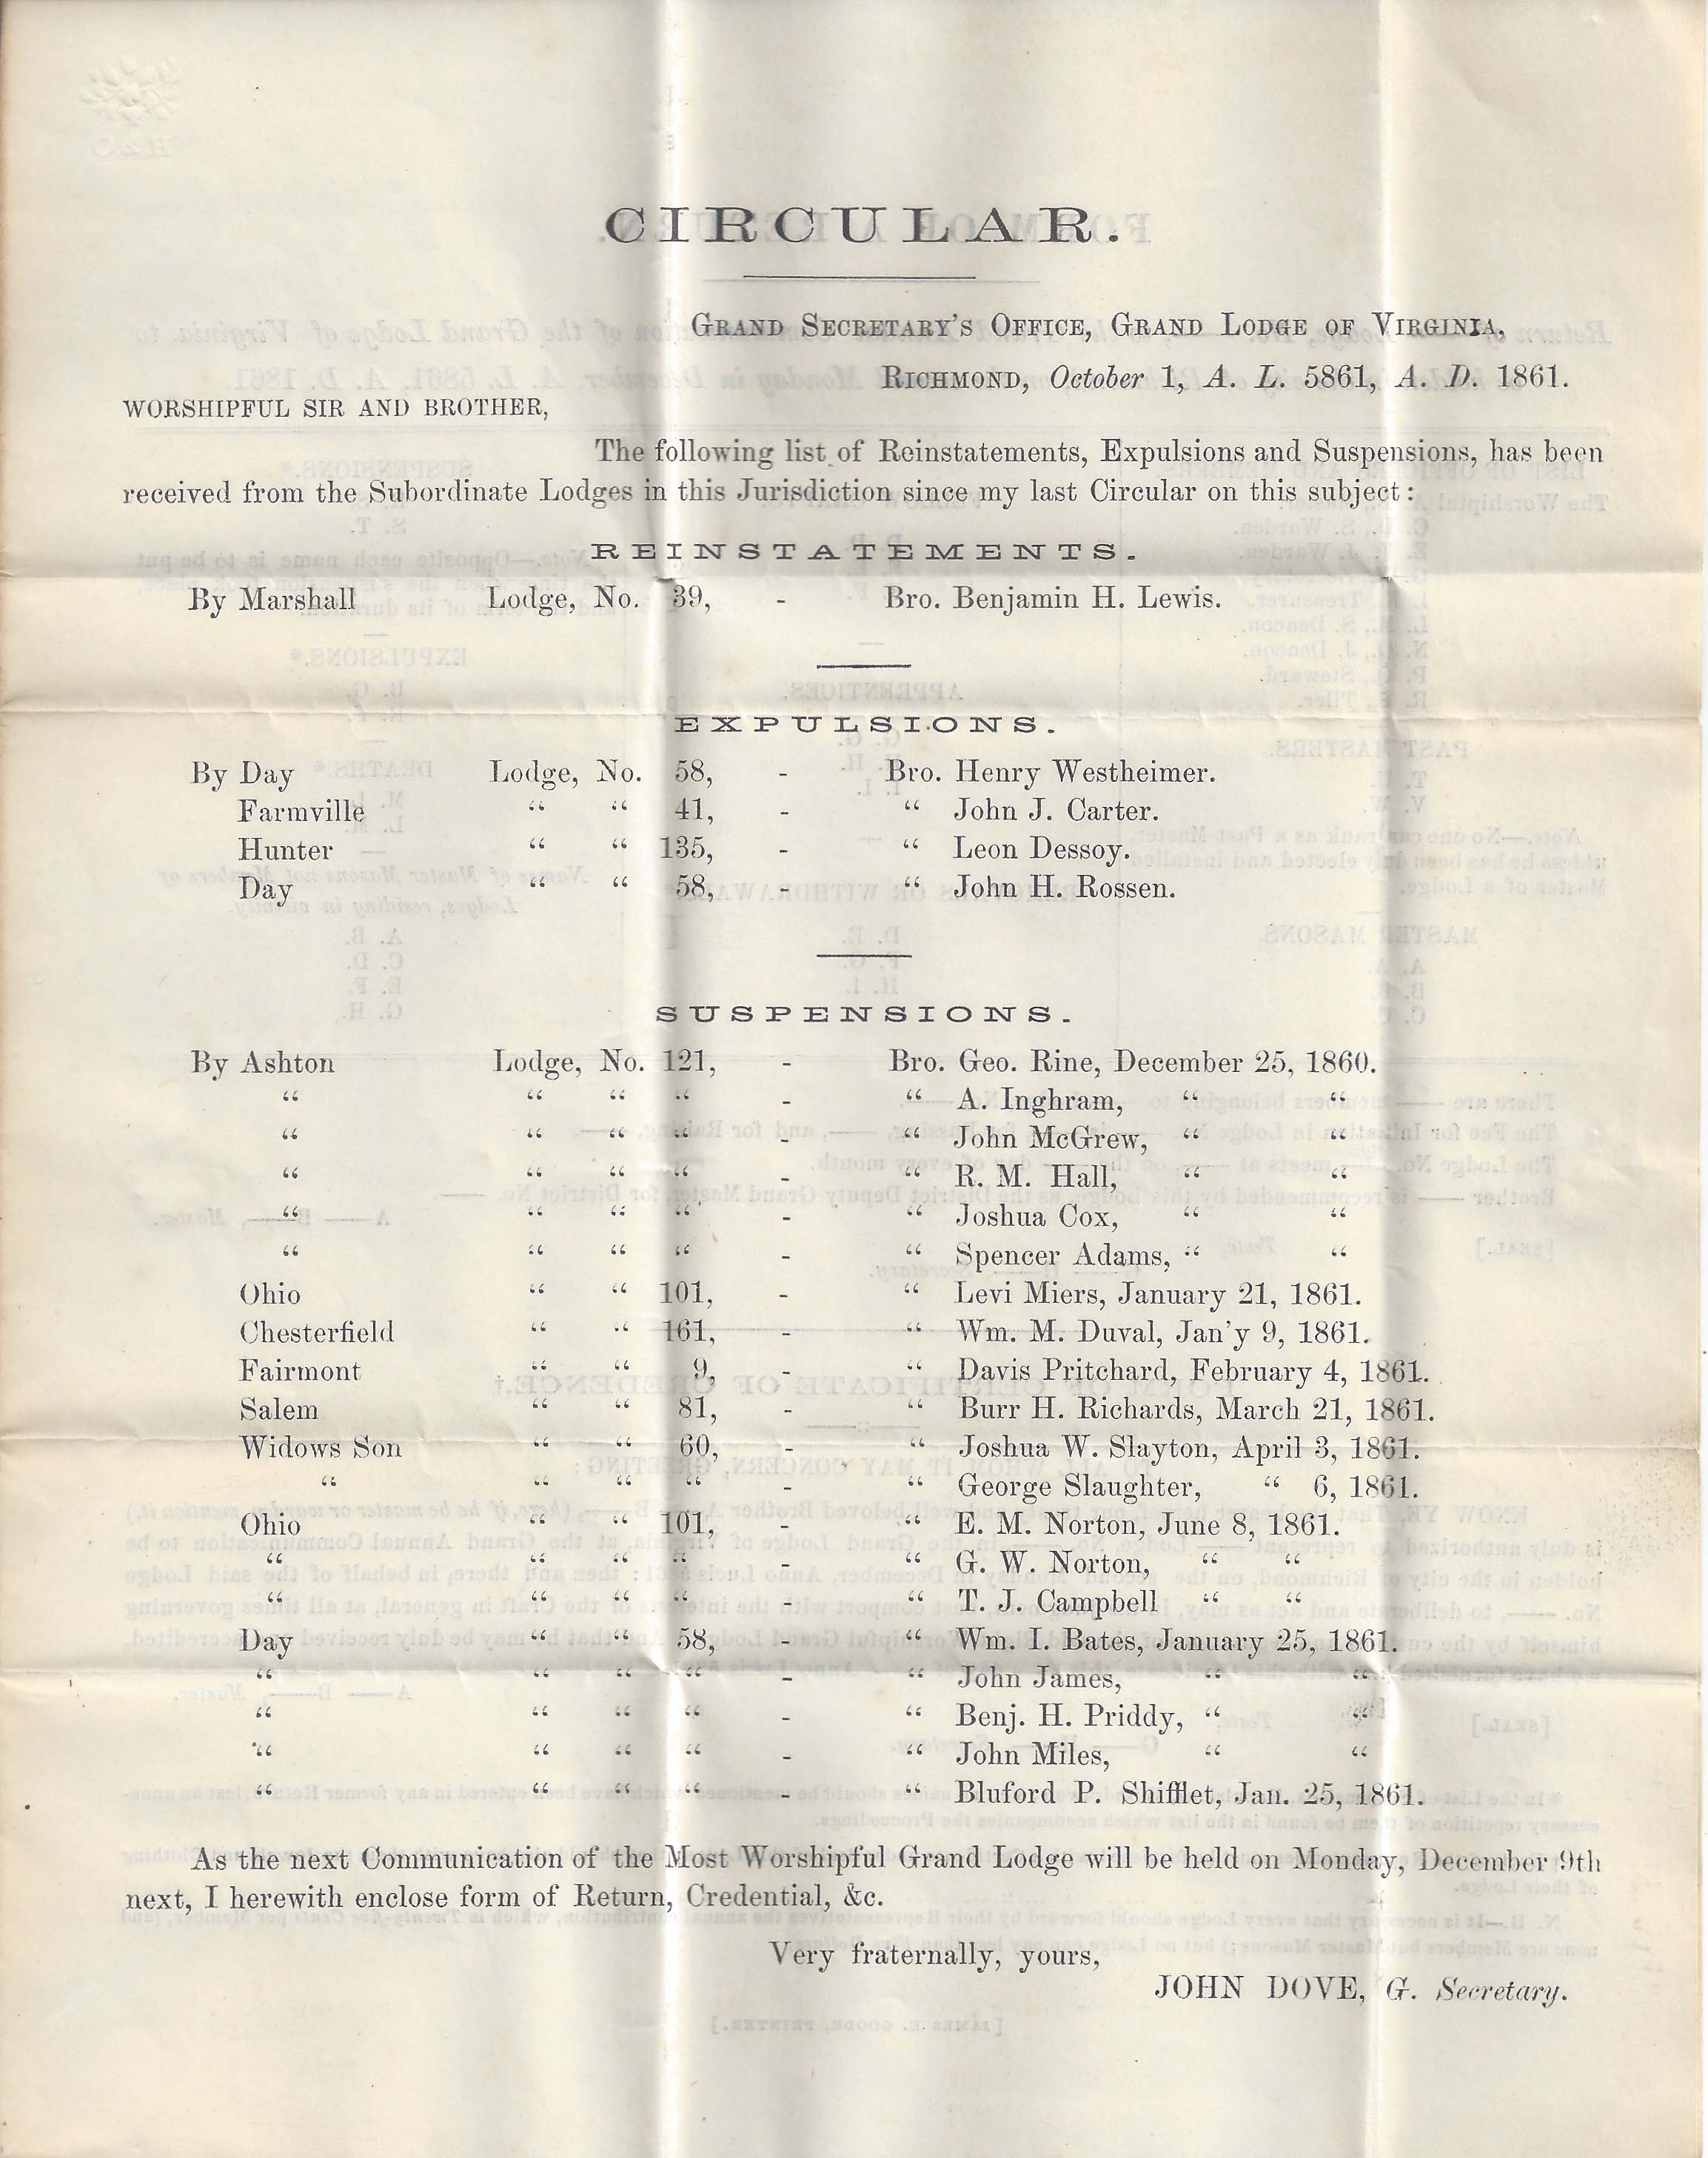 CIRCULAR.
GRAND SECRETARY'S OFFICE, GRAND LODGE OF VIRGINIA,
RICHMOND, October 1, A. L. 5861, A. D. 1861.
WORSHIPFUL SIR AND BROTHER,
The following list of Reinstatements, Expulsions and Suspensions, has been
received from the Subordinate Lodges in this Jurisdiction since my last Circular on this subject:
REINSTATEMENTS.
By Marshall Lodge, No. 39, - Bro. Benjamin H. Lewis.
EXPULSIONS.
By Day Lodge, No. 58, - Bro. Henry Westheimer.
Farmville “ “ 41, - “ John J. Carter.
Hunter “ “ 135, - “ Leon Dessoy.
Day “ “ 58, - “ John H. Rossen.
SUSPENSIONS.
By Ashton Lodge, No. 121, - Bro. Geo. Rine, December 25, 1860.
“ “ “ “ - “ A. Inghram, “ “
“ “ “ “ - “ John McGrew, “ “
“ “ “ “ - “ R. M. Hall, “ “
“ “ “ “ - “ Joshua Cox, “ “
“ “ “ “ - “ Spencer Adams, “ “
Ohio “ “ 101, - “ Levi Miers, January 21, 1861.
Chesterfield “ “ 161, - “ Wm. M. Duval, Jan'y 9, 1861.
Fairmont “ “ 9, - “ Davis Pritchard, February 4, 1861.
Salem “ “ 81, - “ Burr H. Richards, March 21, 1861.
Widows Son “ “ 60, - “ Joshua W. Slayton, April 3, 1861.
“ “ “ “ - “ George Slaughter, “ 6, 1861.
Ohio “ “ 101, - “ E. M. Norton, June 8, 1861.
“ “ “ “ - “ G. W. Norton, “ “
“ “ “ “ - “ T. J. Campbell “ “
Day “ “ 58, - “ Wm. I. Bates, January 25, 1861.
“ “ “ “ - “ John James, “ “
“ “ “ “ - “ Benj. H. Priddy, “ “
“ “ “ “ - “ John Miles, “ “
“ “ “ “ - “ Bluford P. Shifflet, Jan. 25, 1861.
As the next Communication of the Most Worshipful Grand Lodge will be held on Monday, December 9th
next, I herewith enclose form of Return, Credential, &c.
Very fraternally, yours,
JOHN DOVE, G. Secretary.